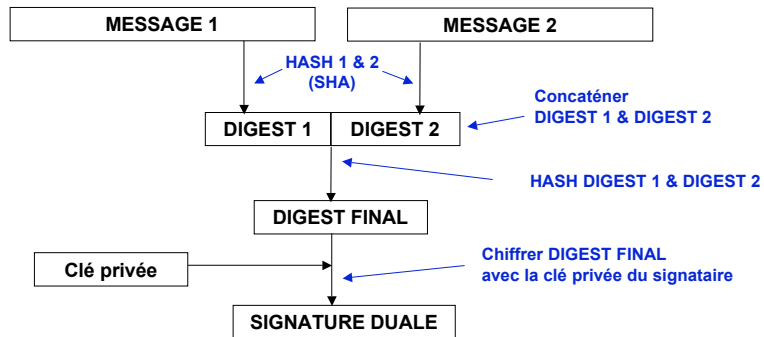 MESSAGE 1
MESSAGE 2
HASH 1 & 2
(SHA)
Concaténer
DIGEST 1 & DIGEST 2
DIGEST 1
DIGEST 2
HASH DIGEST 1 & DIGEST 2
DIGEST FINAL
Chiffrer DIGEST FINAL
avec la clé privée du signataire
Clé privée
SIGNATURE DUALE